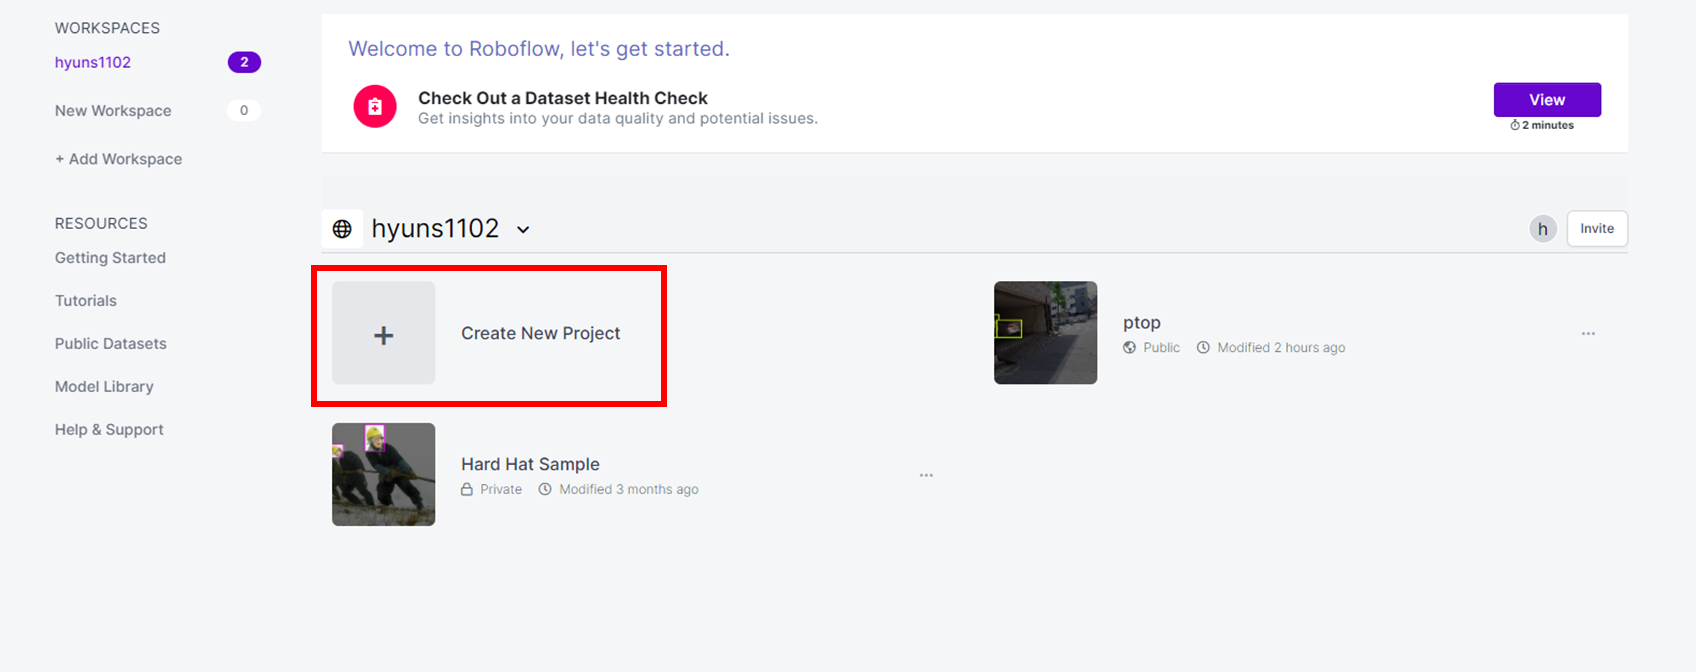 WORKSPACES
hyuns1102 2
New Workspace 0
+ Add Workspace
RESOURCES
Getting Started
Tutorials
Public Datasets
Model Library
Help & Support
Welcome to Roboflow, let's get started.
Check Out a Dataset Health Check
Get insights into your data quality and potential issues.
View
2 minutes
hyuns1102
h
Invite
+
Create New Project
ptop
Public Modified 2 hours ago
Hard Hat Sample
Private Modified 3 months ago